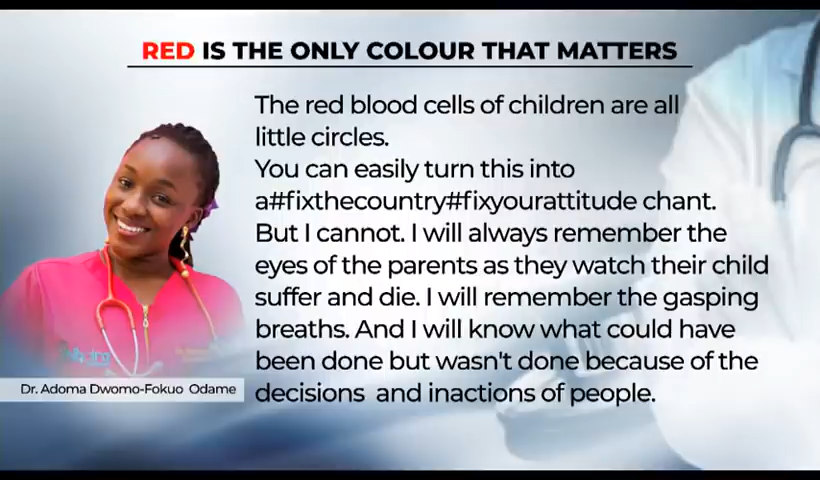 RED IS THE ONLY COLOUR THAT MATTERS
The red blood cells of children are all
little circles.
You can easily turn this into
a#fixthecountry#fixyourattitude chant.
But I cannot. I will always remember the
eyes of the parents as they watch their child
suffer and die. I will remember the gasping
breaths. And I will know what could have
been done but wasn't done because of the
decisions and inactions of people.
Dr. Adoma Dwomo-Fokuo Odame